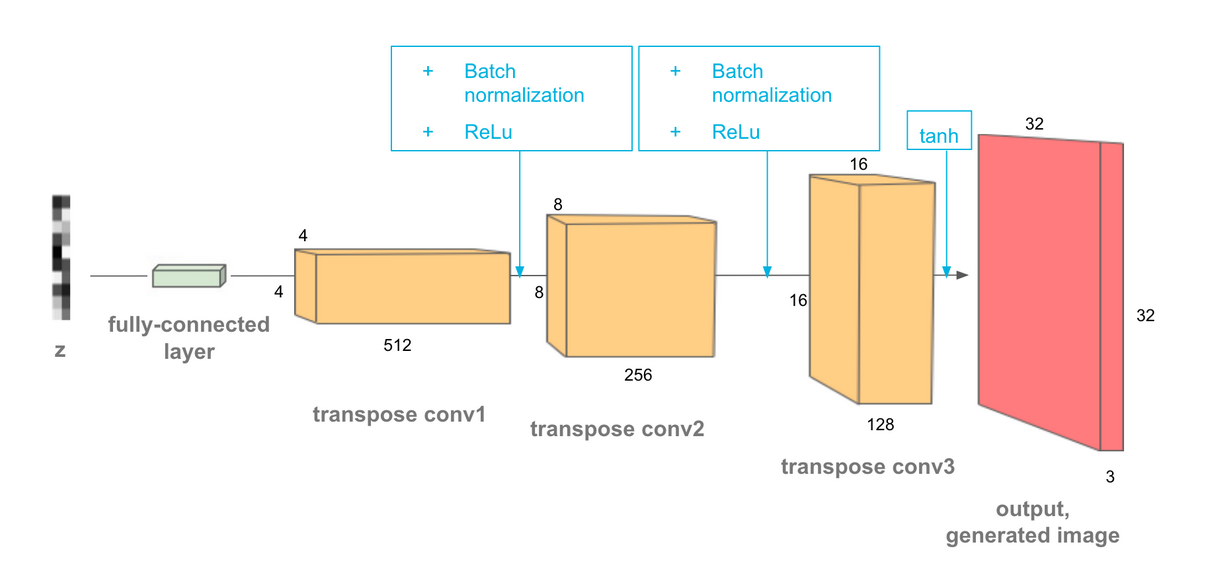 + Batch
normalization
+ ReLu
+ Batch
normalization
+ ReLu
tanh
32
16
8
4
4
8
16
32
z
fully-connected
layer
512
256
128
3
transpose conv1
transpose conv2
transpose conv3
output,
generated image